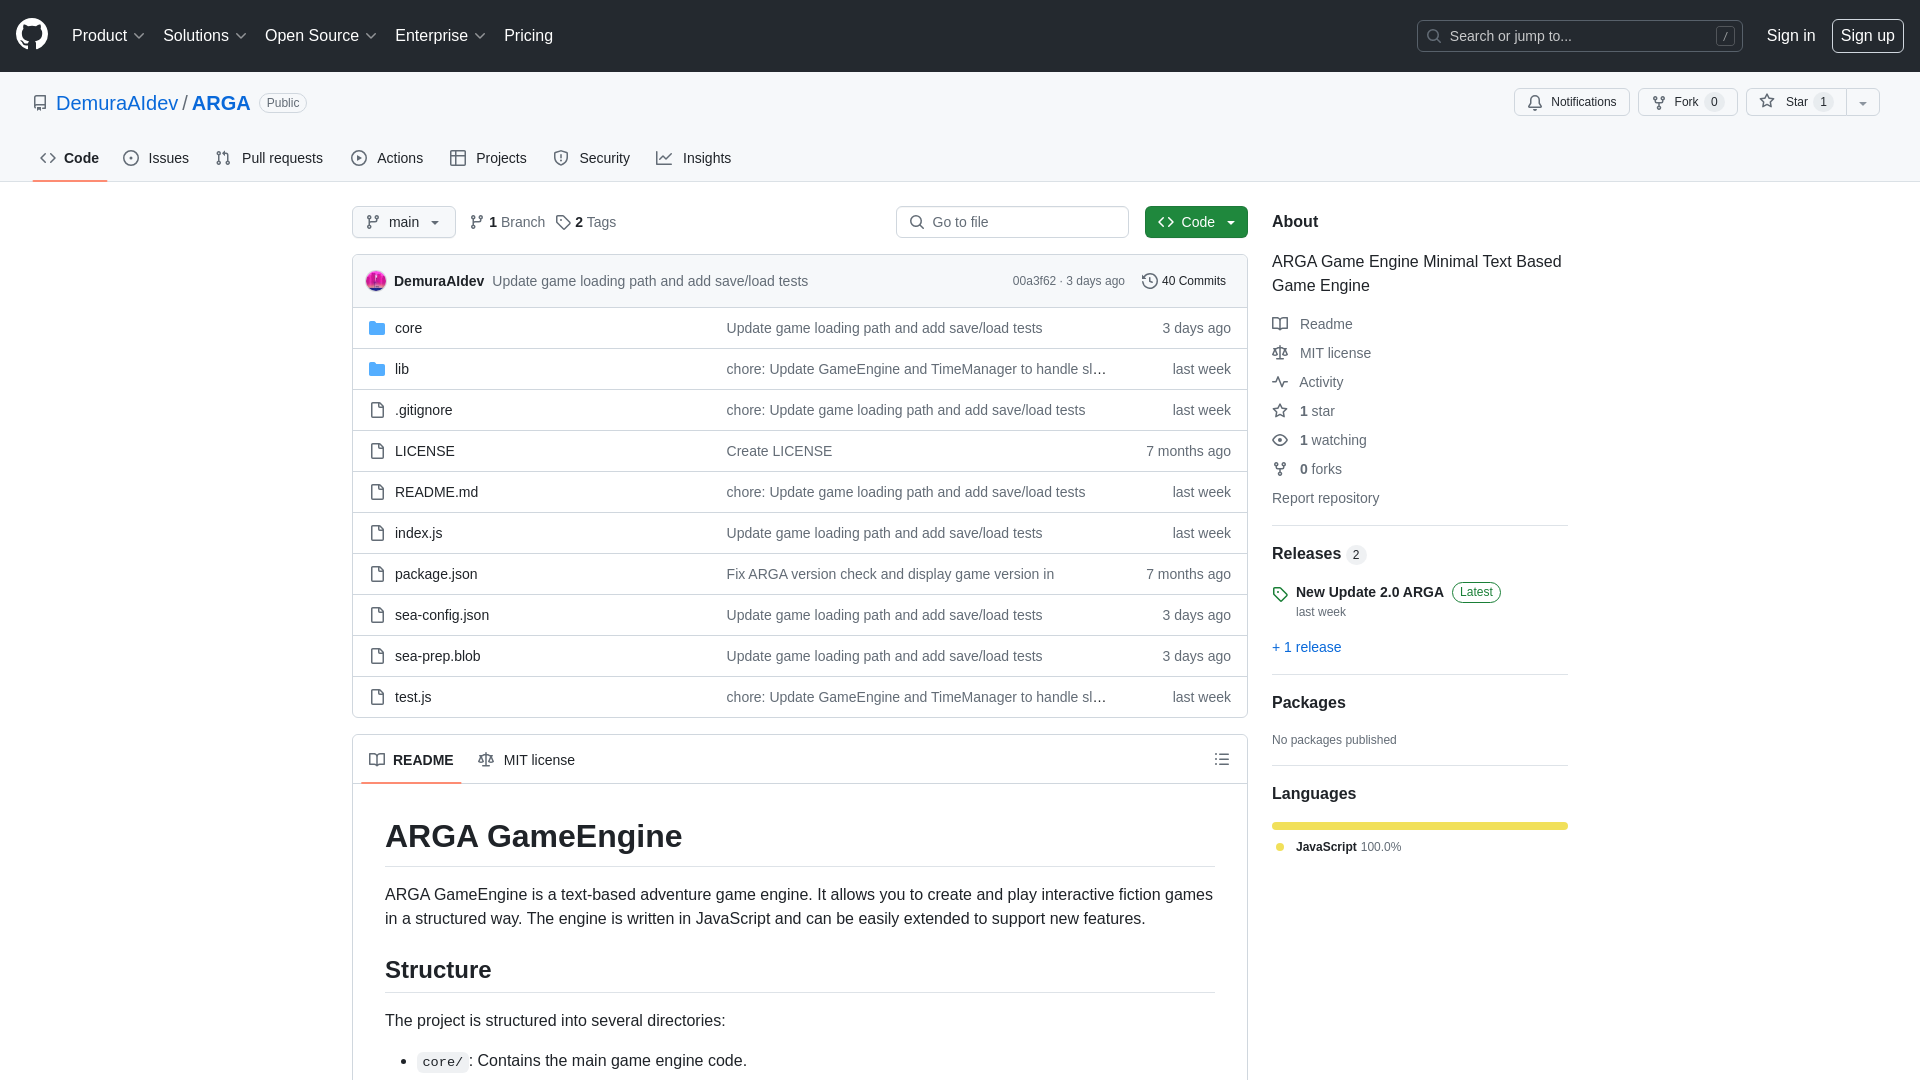 Product Solutions Open Source Enterprise Pricing Search or jump to... / Sign in Sign up
DemuraAIdev / ARGA Public Notifications Fork 0 Star 1
Code Issues Pull requests Actions Projects Security Insights
main 1 Branch 2 Tags Go to file Code
DemuraAIdev Update game loading path and add save/load tests 00a3f62 · 3 days ago 40 Commits
core Update game loading path and add save/load tests 3 days ago
lib chore: Update GameEngine and TimeManager to handle sl… last week
.gitignore chore: Update game loading path and add save/load tests last week
LICENSE Create LICENSE 7 months ago
README.md chore: Update game loading path and add save/load tests last week
index.js Update game loading path and add save/load tests last week
package.json Fix ARGA version check and display game version in 7 months ago
sea-config.json Update game loading path and add save/load tests 3 days ago
sea-prep.blob Update game loading path and add save/load tests 3 days ago
test.js chore: Update GameEngine and TimeManager to handle sl… last week
README MIT license
ARGA GameEngine
ARGA GameEngine is a text-based adventure game engine. It allows you to create and play interactive fiction games
in a structured way. The engine is written in JavaScript and can be easily extended to support new features.
Structure
The project is structured into several directories:
core/: Contains the main game engine code.
About
ARGA Game Engine Minimal Text Based
Game Engine
Readme
MIT license
Activity
1 star
1 watching
0 forks
Report repository
Releases 2
New Update 2.0 ARGA Latest
last week
+ 1 release
Packages
No packages published
Languages
JavaScript 100.0%